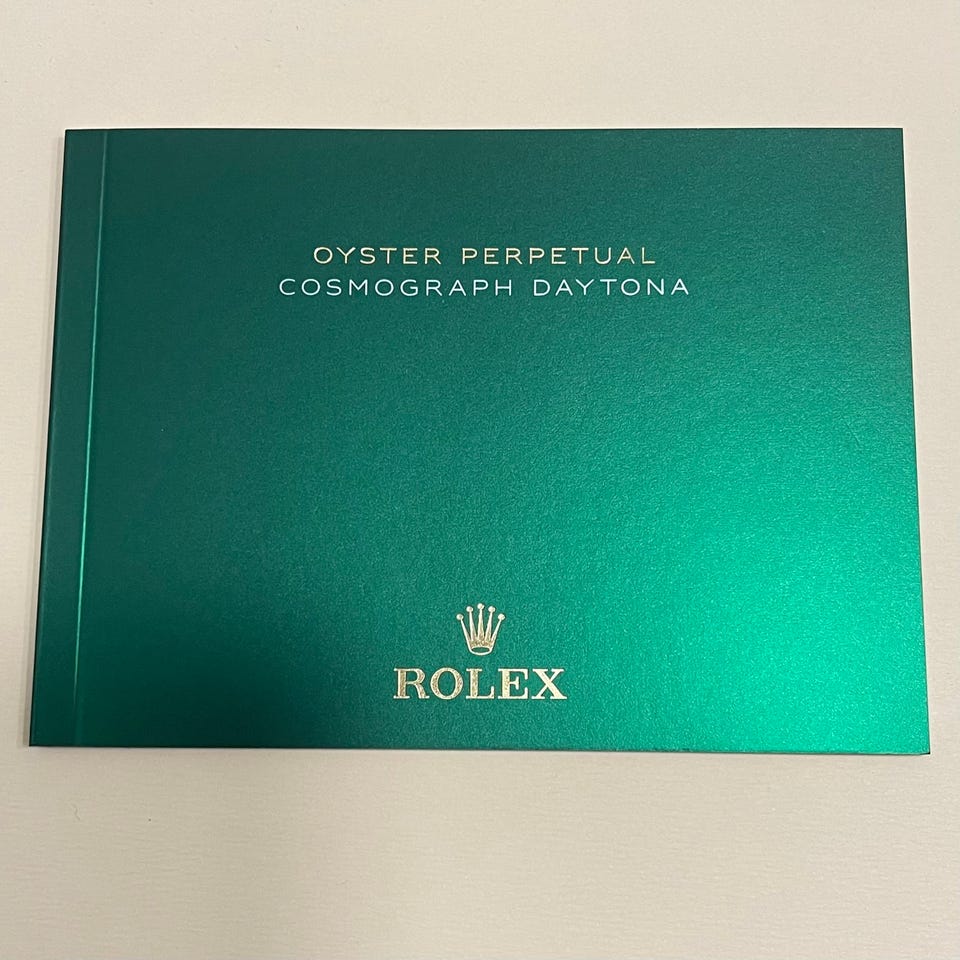 OYSTER PERPETUAL
COSMOGRAPH DAYTONA
ROLEX